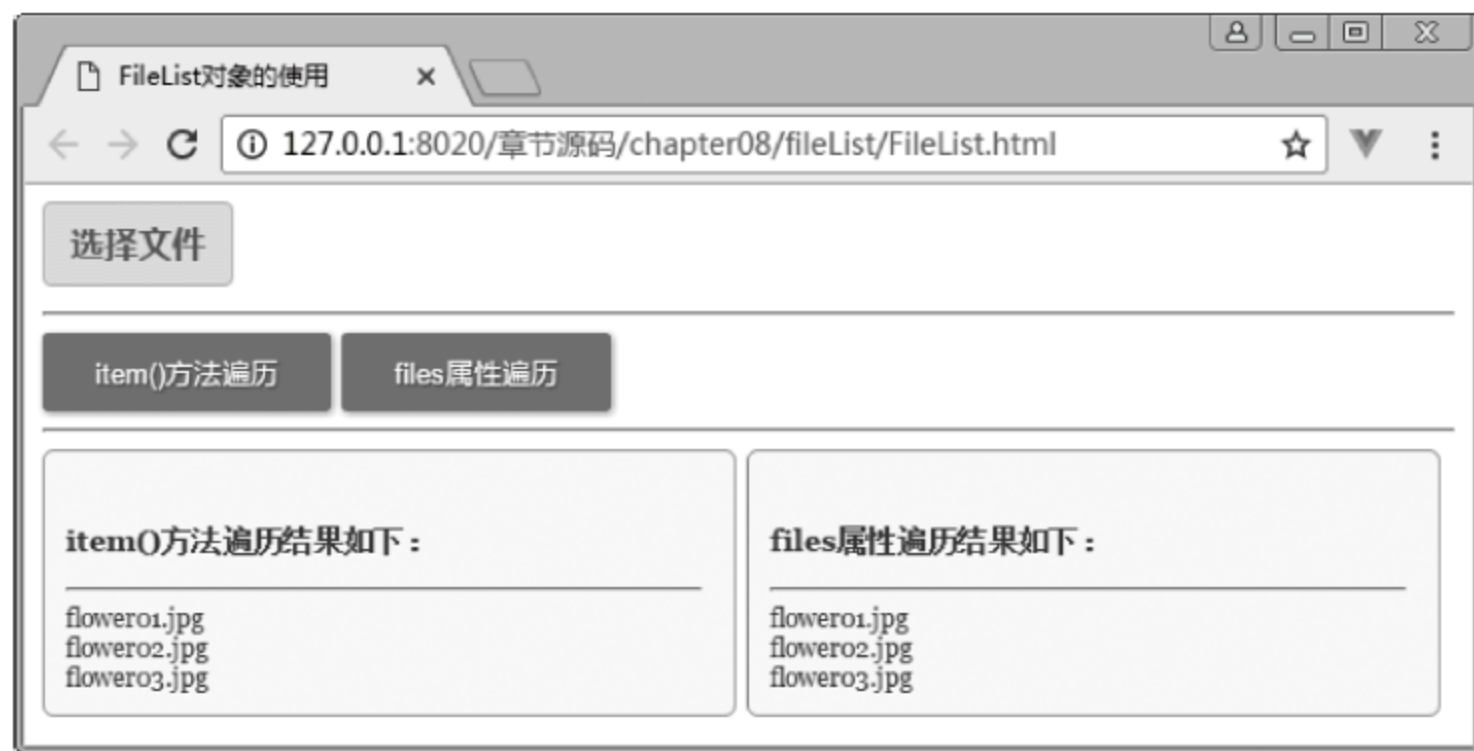 FileList对象的使用
127.0.0.1:8020/章节源码/chapter08/fileList/FileList.html
选择文件
item()方法遍历 files属性遍历
item()方法遍历结果如下：
flower01.jpg
flower02.jpg
flower03.jpg
files属性遍历结果如下：
flower01.jpg
flower02.jpg
flower03.jpg